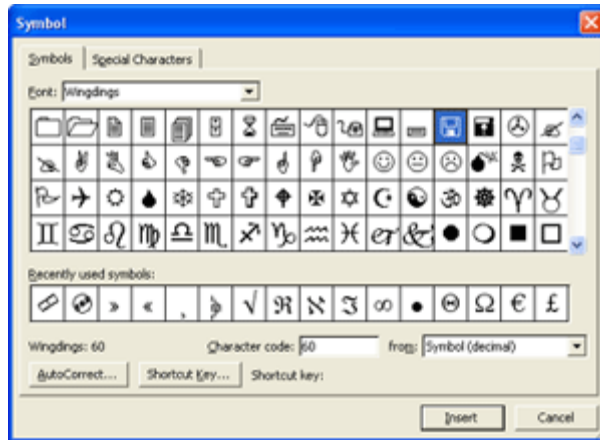 Symbol
Symbols Special Characters
Font: Wingdings
Recently used symbols:
» « , √ ℜ ℵ ℑ ∞ • Θ Ω € £
Wingdings: 60 Character code: 60 from: Symbol (decimal)
AutoCorrect... Shortcut Key... Shortcut key:
Insert Cancel